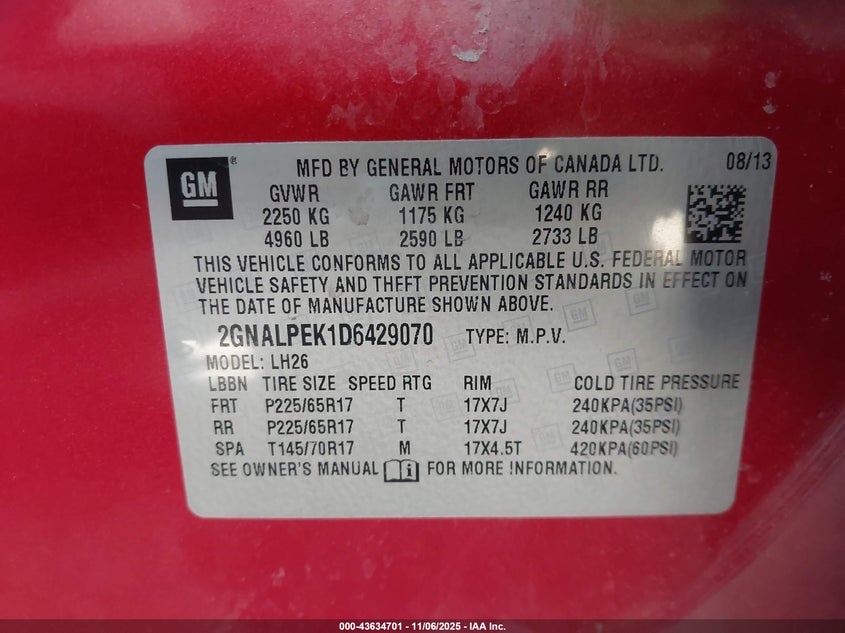 GM ® MFD BY GENERAL MOTORS OF CANADA LTD. 08/13
GVWR GAWR FRT GAWR RR
2250 KG 1175 KG 1240 KG
4960 LB 2590 LB 2733 LB
THIS VEHICLE CONFORMS TO ALL APPLICABLE U.S. FEDERAL MOTOR
VEHICLE SAFETY AND THEFT PREVENTION STANDARDS IN EFFECT ON
THE DATE OF MANUFACTURE SHOWN ABOVE.
2GNALPEK1D6429070 TYPE: M.P.V.
MODEL: LH26
LBBN TIRE SIZE SPEED RTG RIM COLD TIRE PRESSURE
FRT P225/65R17 T 17X7J 240KPA(35PSI)
RR P225/65R17 T 17X7J 240KPA(35PSI)
SPA T145/70R17 M 17X4.5T 420KPA(60PSI)
SEE OWNER'S MANUAL FOR MORE INFORMATION.
000-43634701 - 11/06/2025 - IAA Inc.